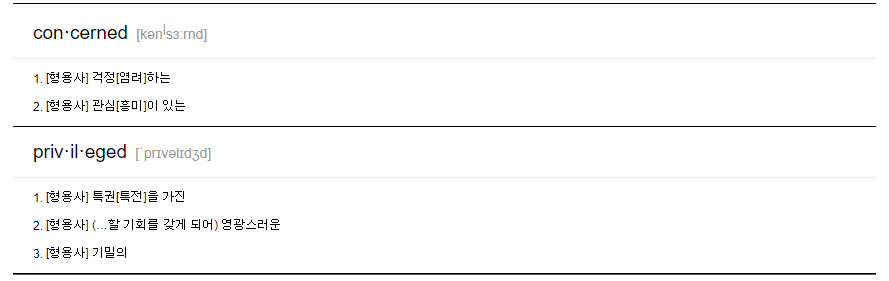 con·cerned [kənˈsɜːrnd]
1. [형용사] 걱정[염려]하는
2. [형용사] 관심[흥미]이 있는
priv·il·eged [ˈprɪvəlɪdʒd]
1. [형용사] 특권[특전]을 가진
2. [형용사] (…할 기회를 갖게 되어) 영광스러운
3. [형용사] 기밀의